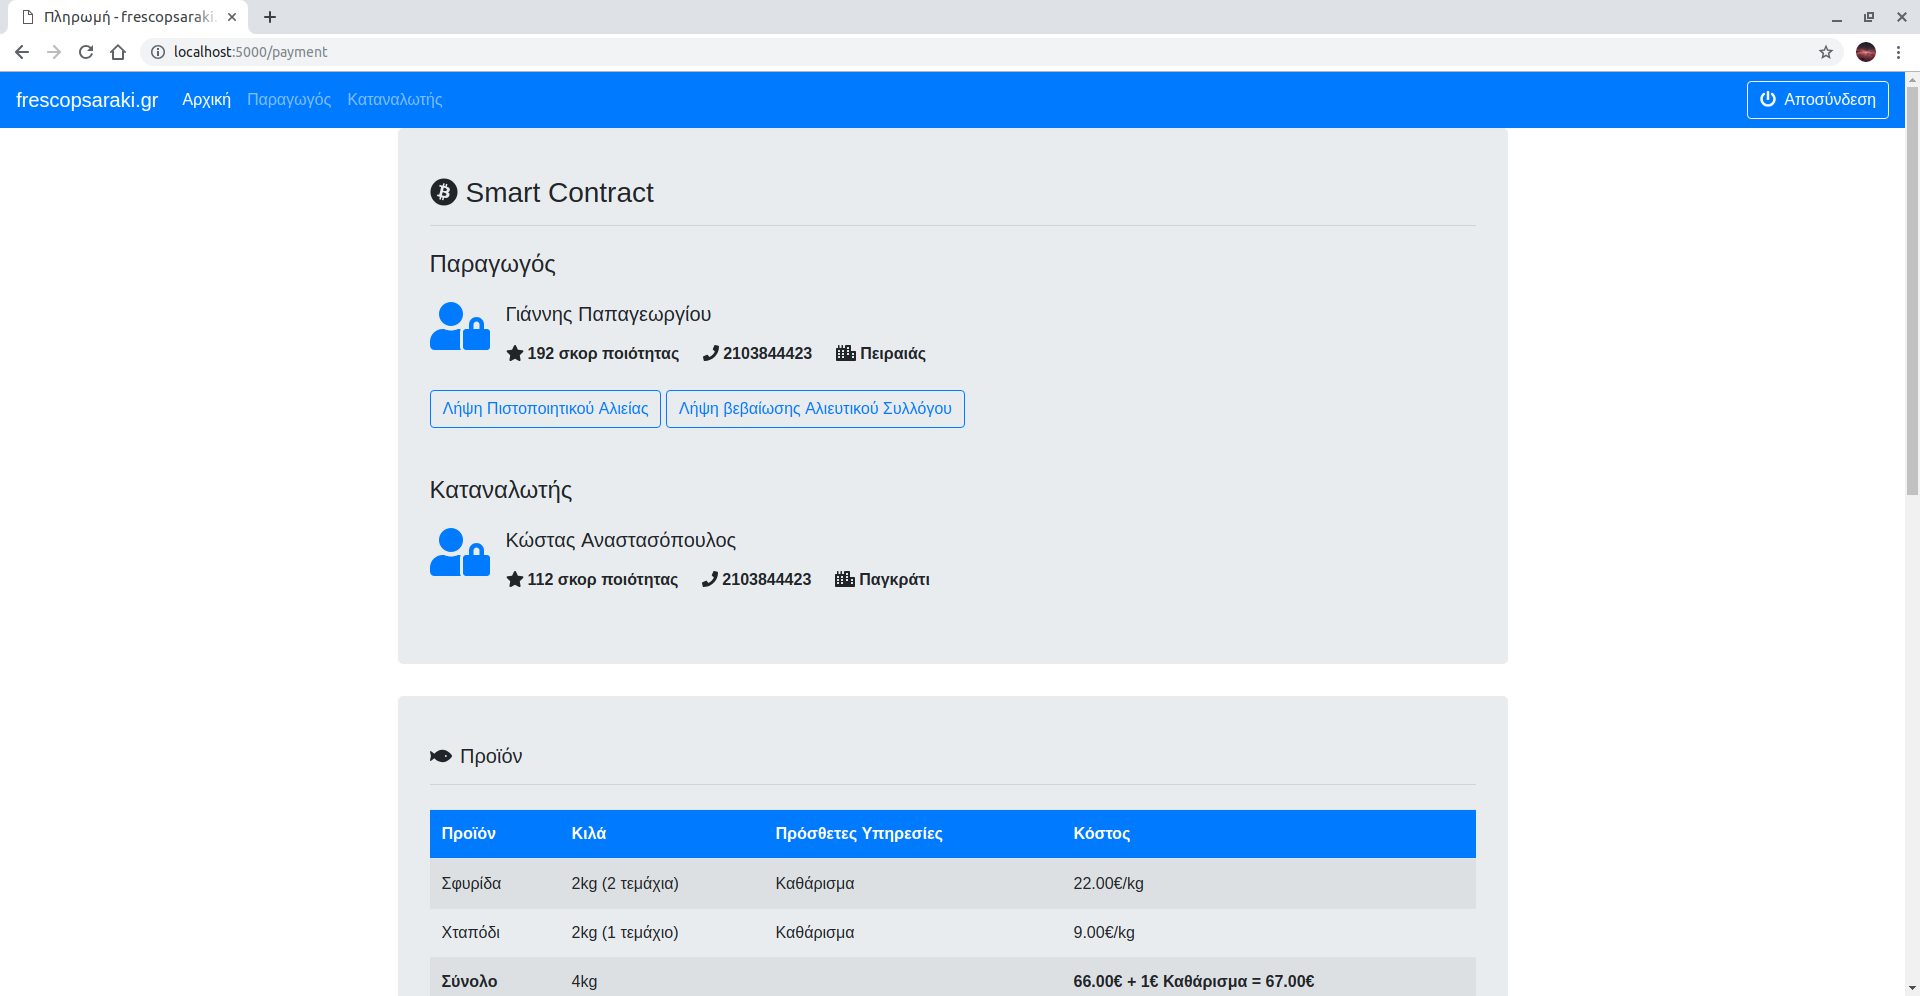 Πληρωμή - frescopsaraki.
localhost:5000/payment
frescopsaraki.gr Αρχική Παραγωγός Καταναλωτής Αποσύνδεση
Smart Contract
Παραγωγός
Γιάννης Παπαγεωργίου
192 σκορ ποιότητας 2103844423 Πειραιάς
Λήψη Πιστοποιητικού Αλιείας Λήψη βεβαίωσης Αλιευτικού Συλλόγου
Καταναλωτής
Κώστας Αναστασόπουλος
112 σκορ ποιότητας 2103844423 Παγκράτι
Προϊόν
Προϊόν Κιλά Πρόσθετες Υπηρεσίες Κόστος
Σφυρίδα 2kg (2 τεμάχια) Καθάρισμα 22.00€/kg
Χταπόδι 2kg (1 τεμάχιο) Καθάρισμα 9.00€/kg
Σύνολο 4kg 66.00€ + 1€ Καθάρισμα = 67.00€